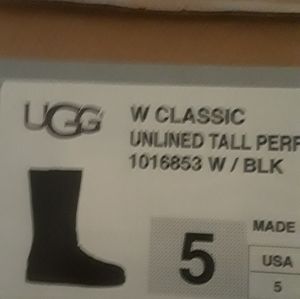 UGG
W CLASSIC
UNLINED TALL PERF
1016853 W / BLK
5
MADE
USA
5